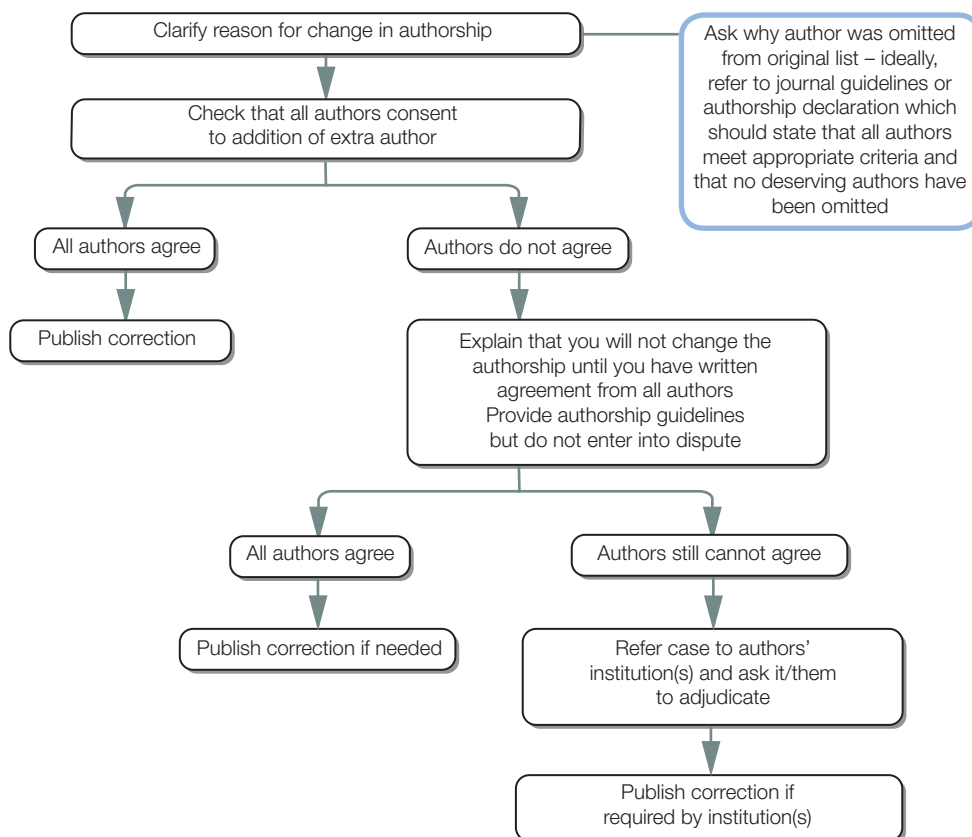 Clarify reason for change in authorship
Ask why author was omitted
from original list – ideally,
refer to journal guidelines or
authorship declaration which
should state that all authors
meet appropriate criteria and
that no deserving authors have
been omitted
Check that all authors consent
to addition of extra author
All authors agree
Authors do not agree
Publish correction
Explain that you will not change the
authorship until you have written
agreement from all authors
Provide authorship guidelines
but do not enter into dispute
All authors agree
Authors still cannot agree
Publish correction if needed
Refer case to authors’
institution(s) and ask it/them
to adjudicate
Publish correction if
required by institution(s)